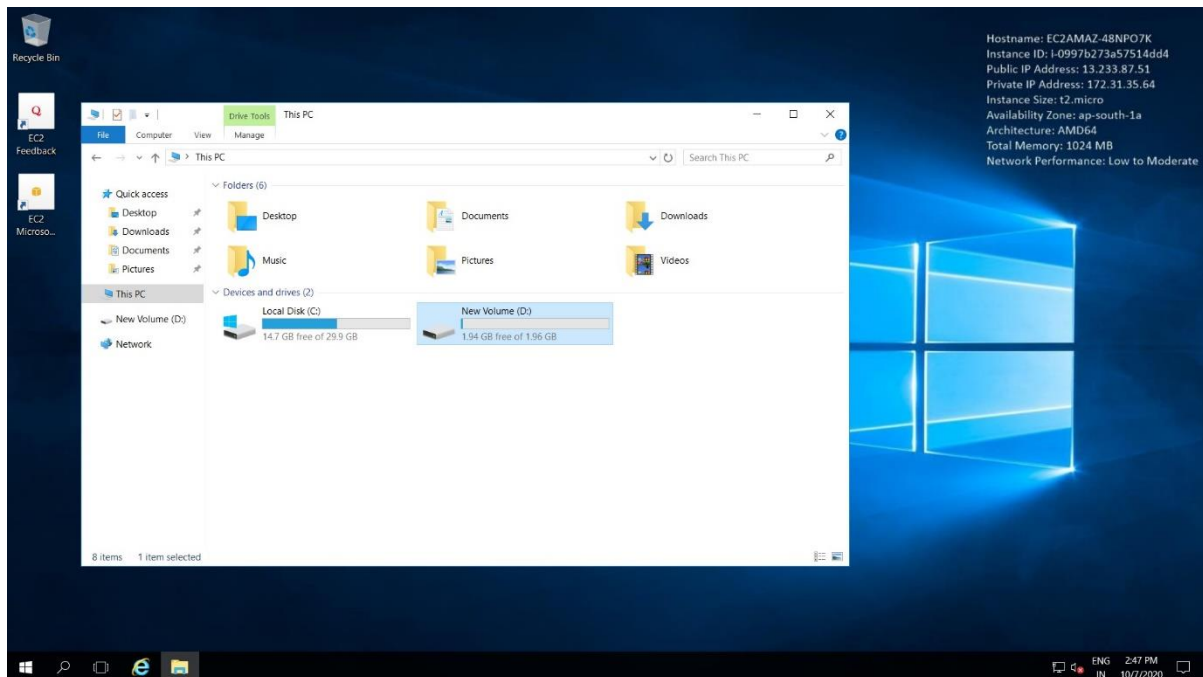 Recycle Bin
EC2
Feedback
EC2
Microso...
Hostname: EC2AMAZ-48NPO7K
Instance ID: i-0997b273a57514dd4
Public IP Address: 13.233.87.51
Private IP Address: 172.31.35.64
Instance Size: t2.micro
Availability Zone: ap-south-1a
Architecture: AMD64
Total Memory: 1024 MB
Network Performance: Low to Moderate
Drive Tools This PC
File Computer View Manage
This PC
Search This PC
Quick access
Desktop
Downloads
Documents
Pictures
This PC
New Volume (D:)
Network
Folders (6)
Desktop Documents Downloads
Music Pictures Videos
Devices and drives (2)
Local Disk (C:)
14.7 GB free of 29.9 GB
New Volume (D:)
1.94 GB free of 1.96 GB
8 items 1 item selected
ENG 2:47 PM
IN 10/7/2020